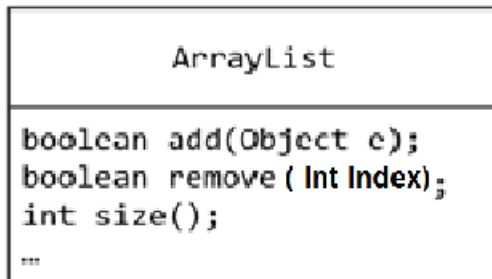 ArrayList
boolean add(Object e);
boolean remove ( Int Index);
int size();
…